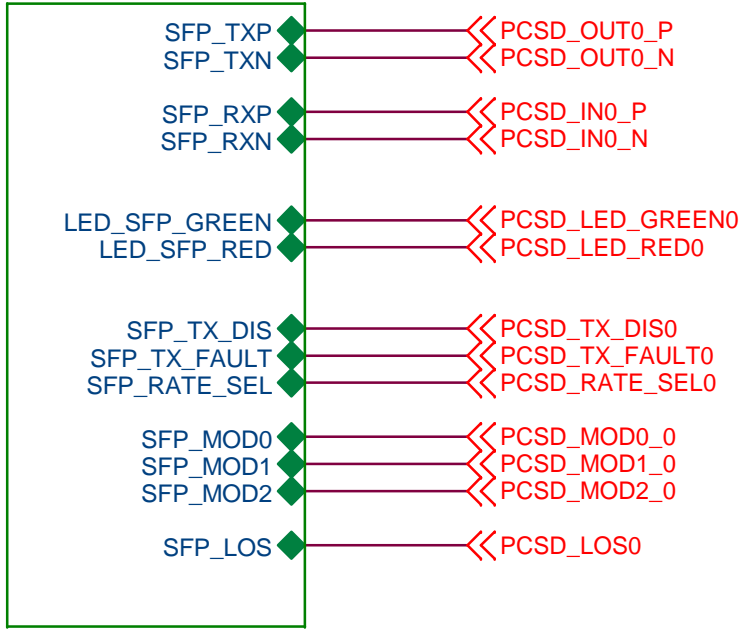 SFP_TXP PCSD_OUT0_P
SFP_TXN PCSD_OUT0_N
SFP_RXP PCSD_IN0_P
SFP_RXN PCSD_IN0_N
LED_SFP_GREEN PCSD_LED_GREEN0
LED_SFP_RED PCSD_LED_RED0
SFP_TX_DIS PCSD_TX_DIS0
SFP_TX_FAULT PCSD_TX_FAULT0
SFP_RATE_SEL PCSD_RATE_SEL0
SFP_MOD0 PCSD_MOD0_0
SFP_MOD1 PCSD_MOD1_0
SFP_MOD2 PCSD_MOD2_0
SFP_LOS PCSD_LOS0